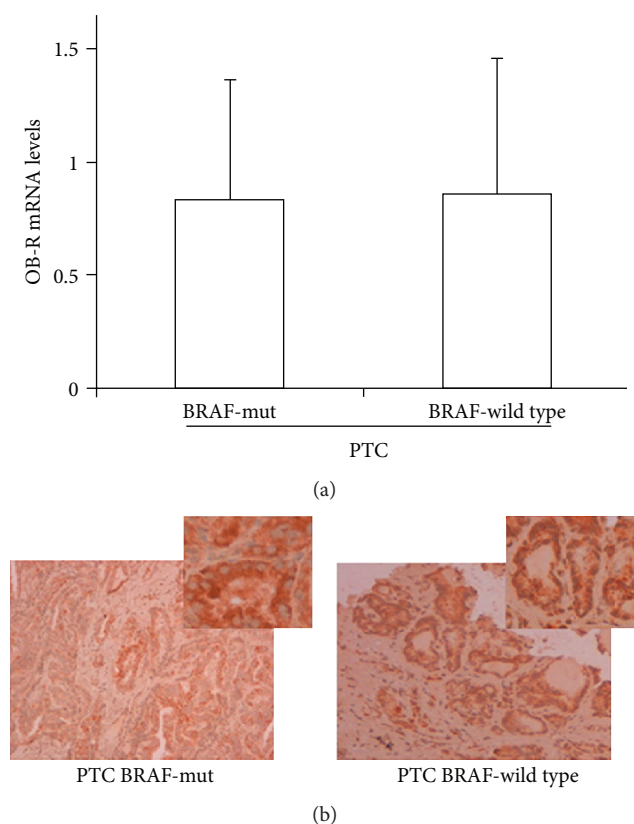 1.5
1
0.5
0
OB-R mRNA levels
BRAF-mut
BRAF-wild type
PTC
(a)
PTC BRAF-mut
PTC BRAF-wild type
(b)